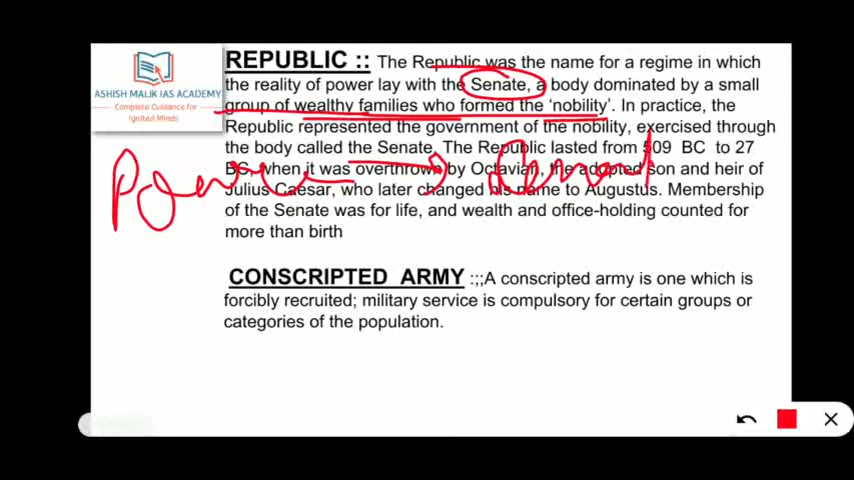 ASHISH MALIK IAS ACADEMY
Complete Guidance for
Ignited Minds
REPUBLIC :: The Republic was the name for a regime in which
the reality of power lay with the Senate, a body dominated by a small
group of wealthy families who formed the ‘nobility’. In practice, the
Republic represented the government of the nobility, exercised through
the body called the Senate. The Republic lasted from 509 BC to 27
BC, when it was overthrown by Octavian, the adopted son and heir of
Julius Caesar, who later changed his name to Augustus. Membership
of the Senate was for life, and wealth and office-holding counted for
more than birth
Power
CONSCRIPTED ARMY :;;A conscripted army is one which is
forcibly recruited; military service is compulsory for certain groups or
categories of the population.